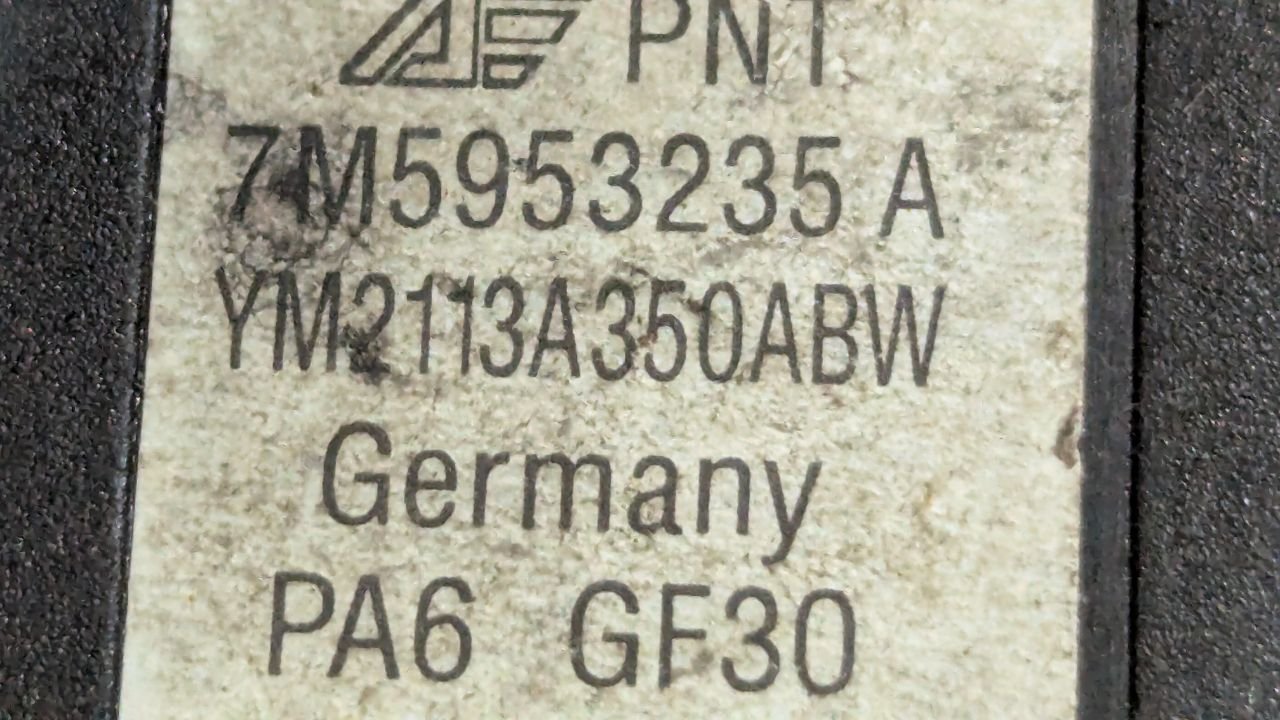 PNT
7M5953235 A
YM2113A350ABW
Germany
PA6 GF30